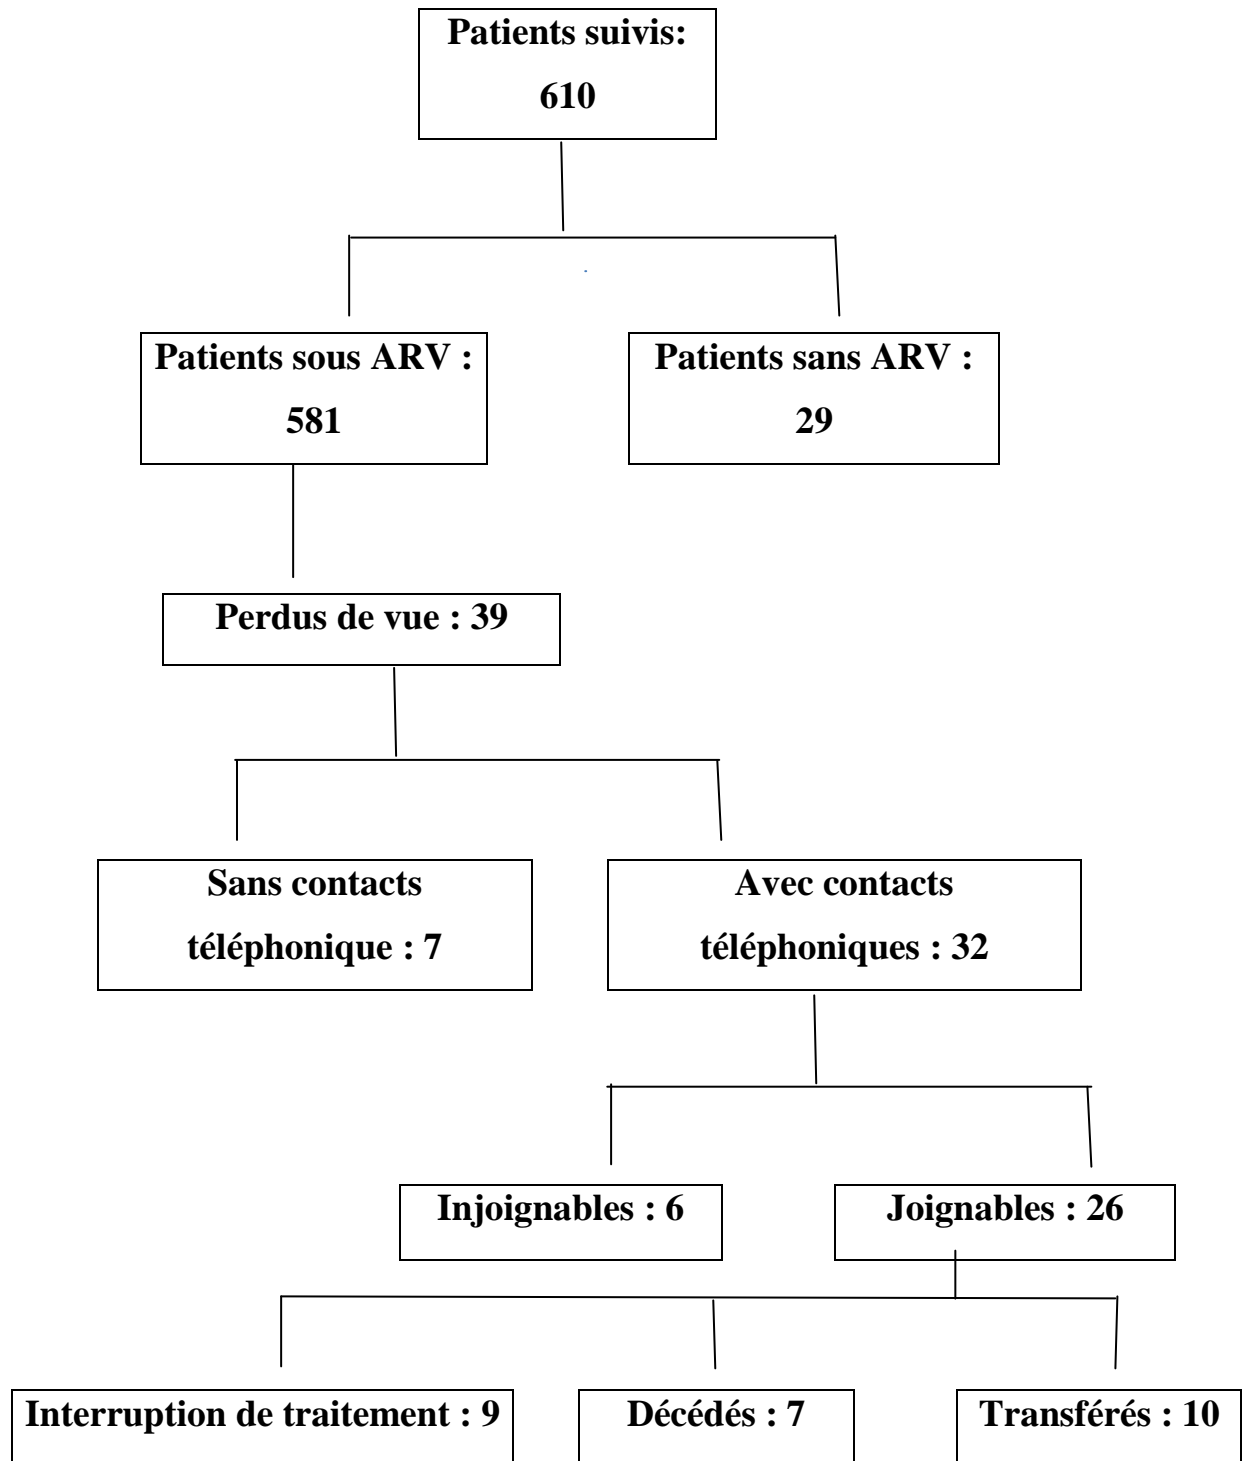 Patients suivis:
610
Patients sous ARV :
581
Patients sans ARV :
29
Perdus de vue : 39
Sans contacts
téléphonique : 7
Avec contacts
téléphoniques : 32
Injoignables : 6
Joignables : 26
Interruption de traitement : 9
Décédés : 7
Transférés : 10